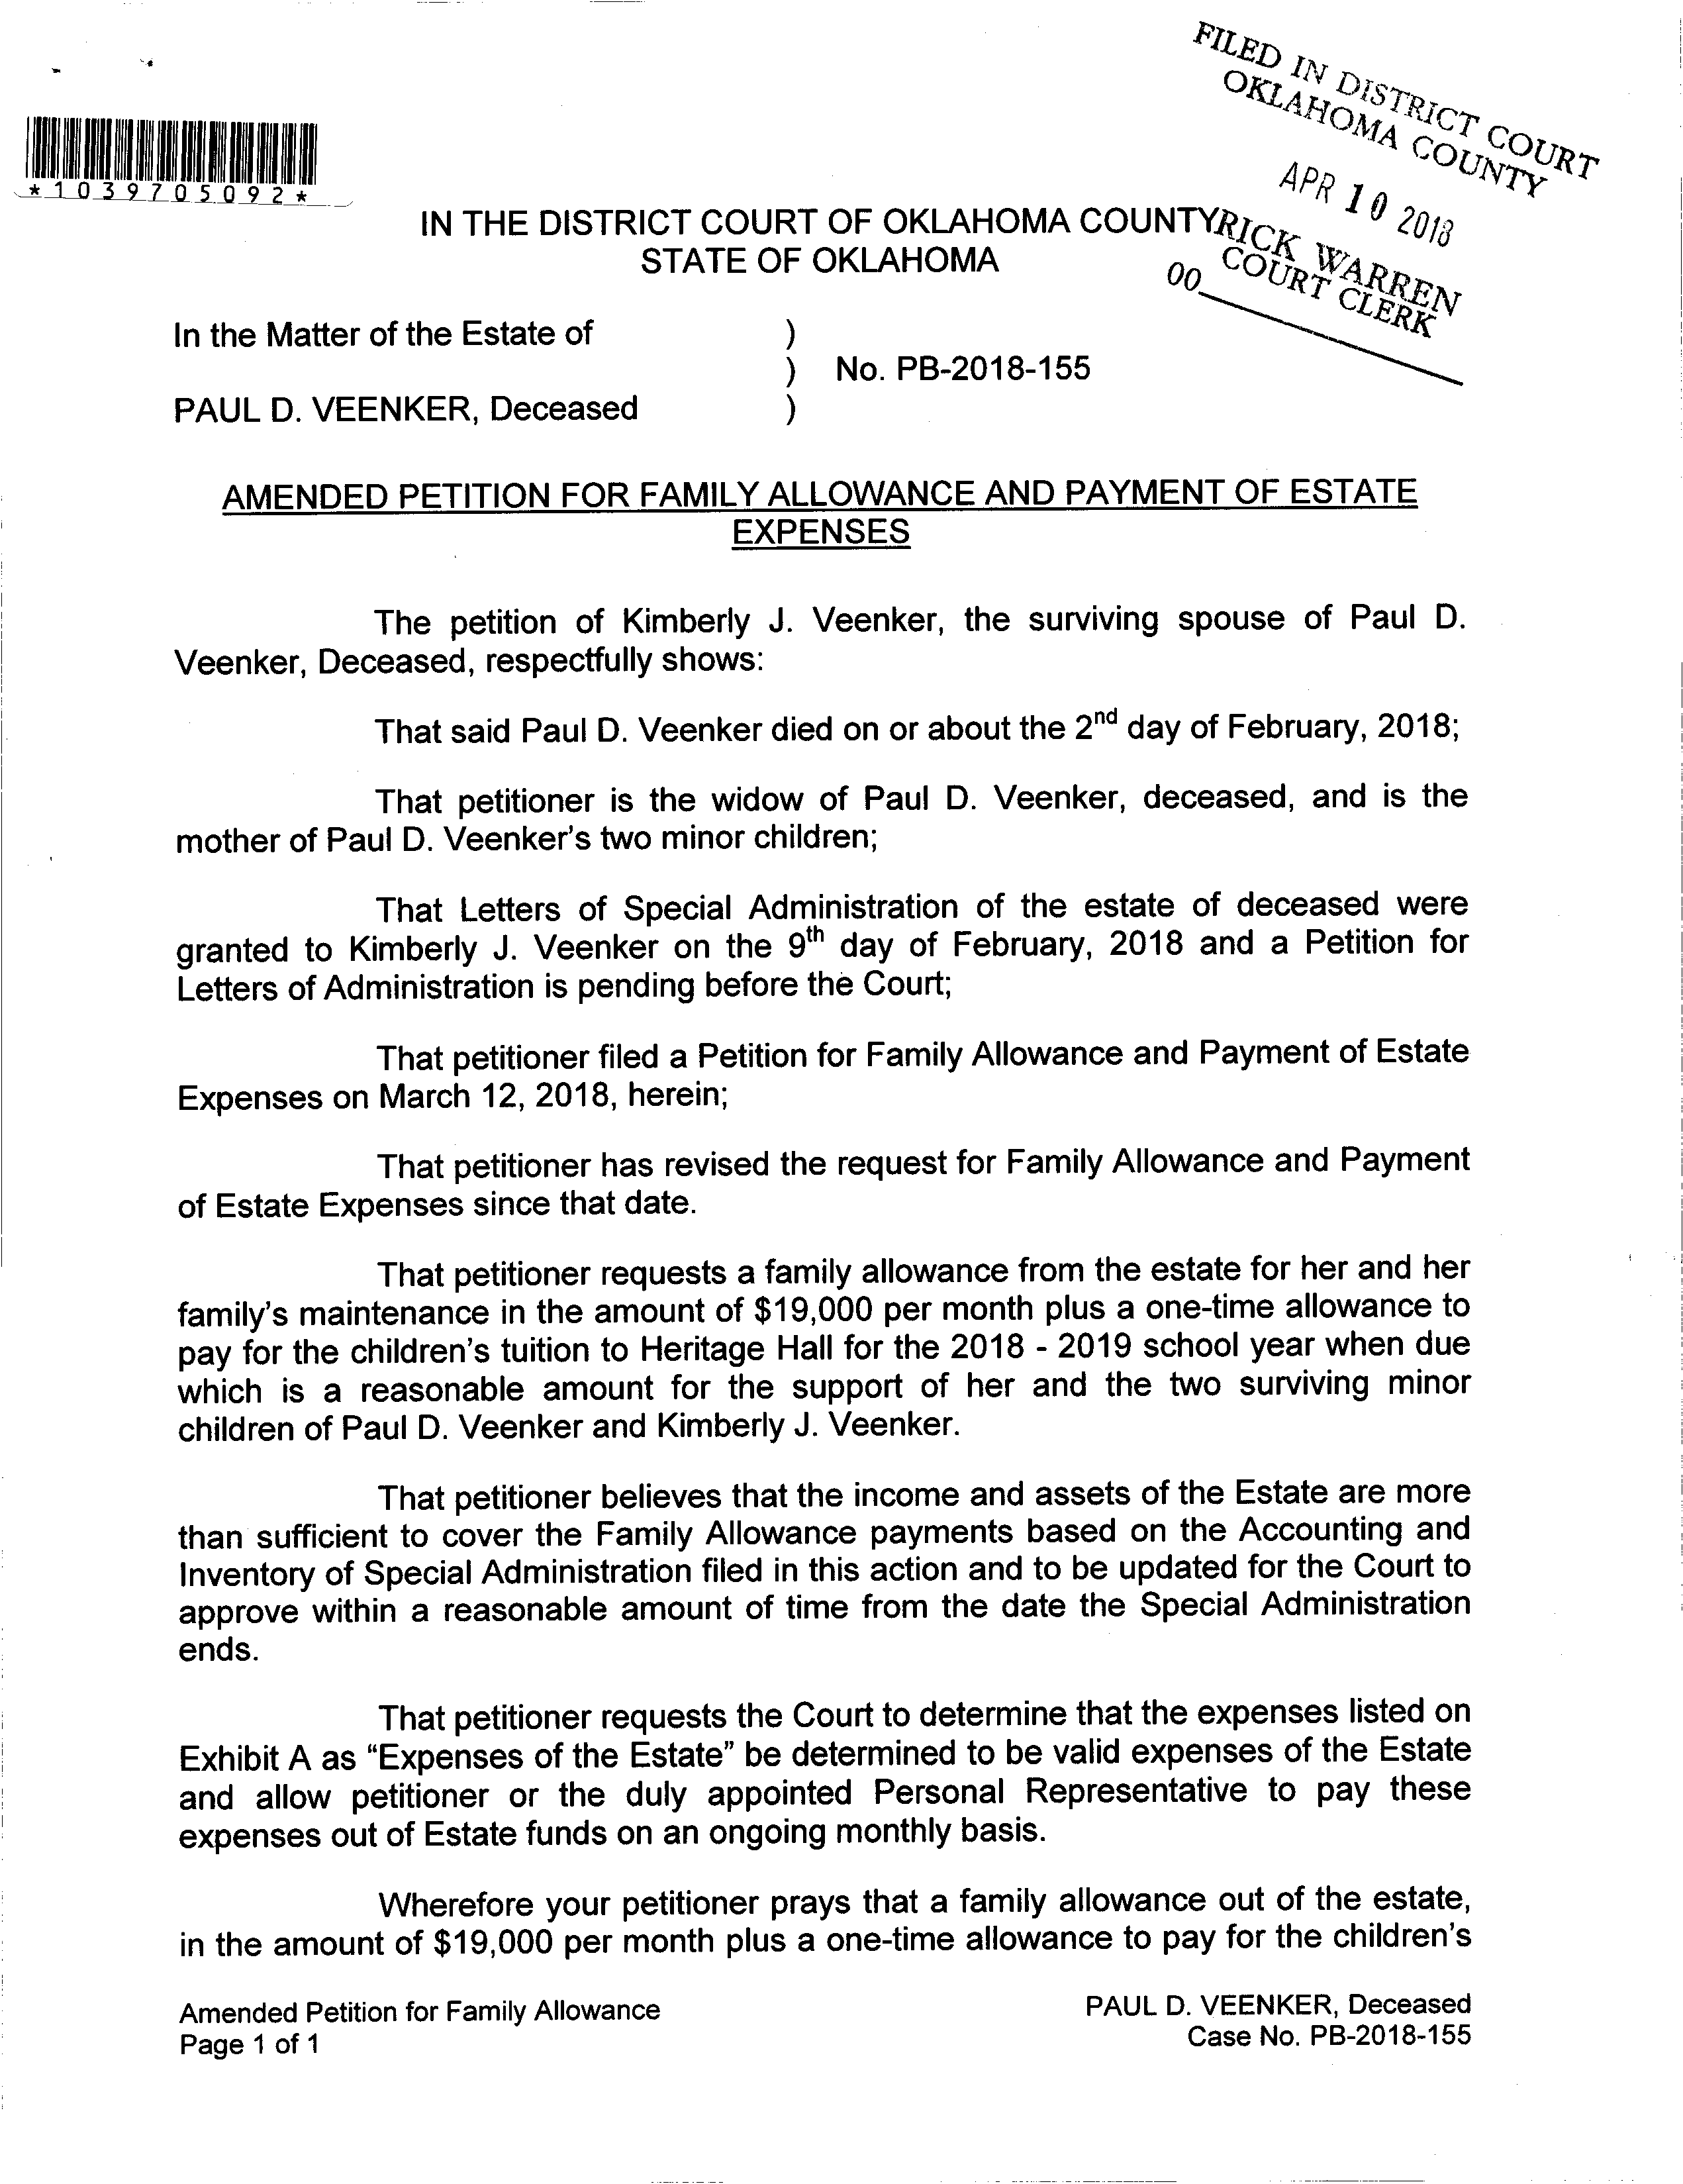 FILED IN DISTRICT COURT
OKLAHOMA COUNTY
APR 10 2018
RICK WARREN
COURT CLERK
00
*1039705092*
IN THE DISTRICT COURT OF OKLAHOMA COUNTY
STATE OF OKLAHOMA
In the Matter of the Estate of )
) No. PB-2018-155
PAUL D. VEENKER, Deceased )
AMENDED PETITION FOR FAMILY ALLOWANCE AND PAYMENT OF ESTATE
EXPENSES
The petition of Kimberly J. Veenker, the surviving spouse of Paul D.
Veenker, Deceased, respectfully shows:
That said Paul D. Veenker died on or about the 2nd day of February, 2018;
That petitioner is the widow of Paul D. Veenker, deceased, and is the
mother of Paul D. Veenker's two minor children;
That Letters of Special Administration of the estate of deceased were
granted to Kimberly J. Veenker on the 9th day of February, 2018 and a Petition for
Letters of Administration is pending before the Court;
That petitioner filed a Petition for Family Allowance and Payment of Estate
Expenses on March 12, 2018, herein;
That petitioner has revised the request for Family Allowance and Payment
of Estate Expenses since that date.
That petitioner requests a family allowance from the estate for her and her
family's maintenance in the amount of $19,000 per month plus a one-time allowance to
pay for the children's tuition to Heritage Hall for the 2018 - 2019 school year when due
which is a reasonable amount for the support of her and the two surviving minor
children of Paul D. Veenker and Kimberly J. Veenker.
That petitioner believes that the income and assets of the Estate are more
than sufficient to cover the Family Allowance payments based on the Accounting and
Inventory of Special Administration filed in this action and to be updated for the Court to
approve within a reasonable amount of time from the date the Special Administration
ends.
That petitioner requests the Court to determine that the expenses listed on
Exhibit A as “Expenses of the Estate” be determined to be valid expenses of the Estate
and allow petitioner or the duly appointed Personal Representative to pay these
expenses out of Estate funds on an ongoing monthly basis.
Wherefore your petitioner prays that a family allowance out of the estate,
in the amount of $19,000 per month plus a one-time allowance to pay for the children's
Amended Petition for Family Allowance
Page 1 of 1
PAUL D. VEENKER, Deceased
Case No. PB-2018-155